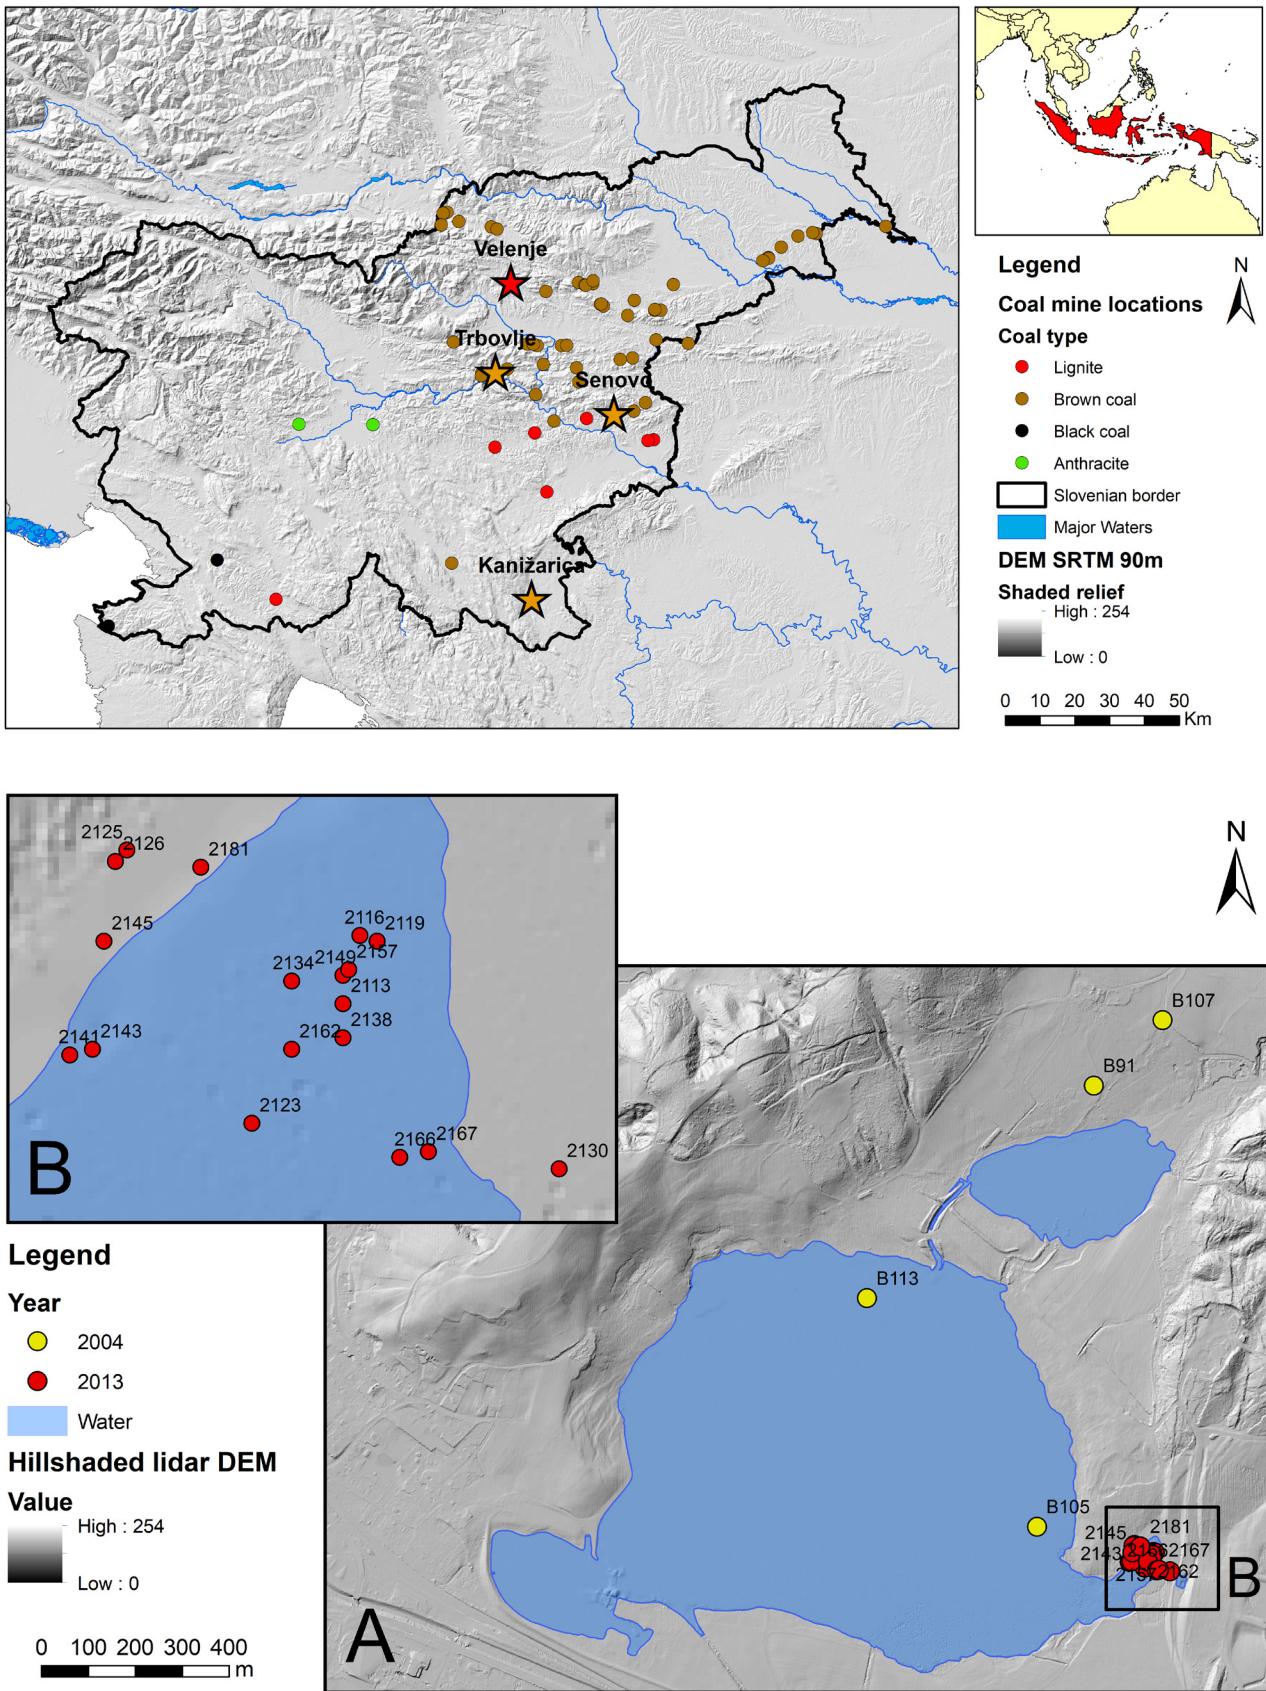 Velenje
Trbovlje
Senovo
Kanižarica
Legend
N
Coal mine locations
Coal type
Lignite
Brown coal
Black coal
Anthracite
Slovenian border
Major Waters
DEM SRTM 90m
Shaded relief
High : 254
Low : 0
0 10 20 30 40 50
Km
2125
2126
2181
2145
2116
2119
2134
2149
2157
2113
2141
2143
2162
2138
2123
2166
2167
2130
B
N
B107
B91
B113
B105
2145
2181
2143
2167
2162
A
B
Legend
Year
2004
2013
Water
Hillshaded lidar DEM
Value
High : 254
Low : 0
0 100 200 300 400
m